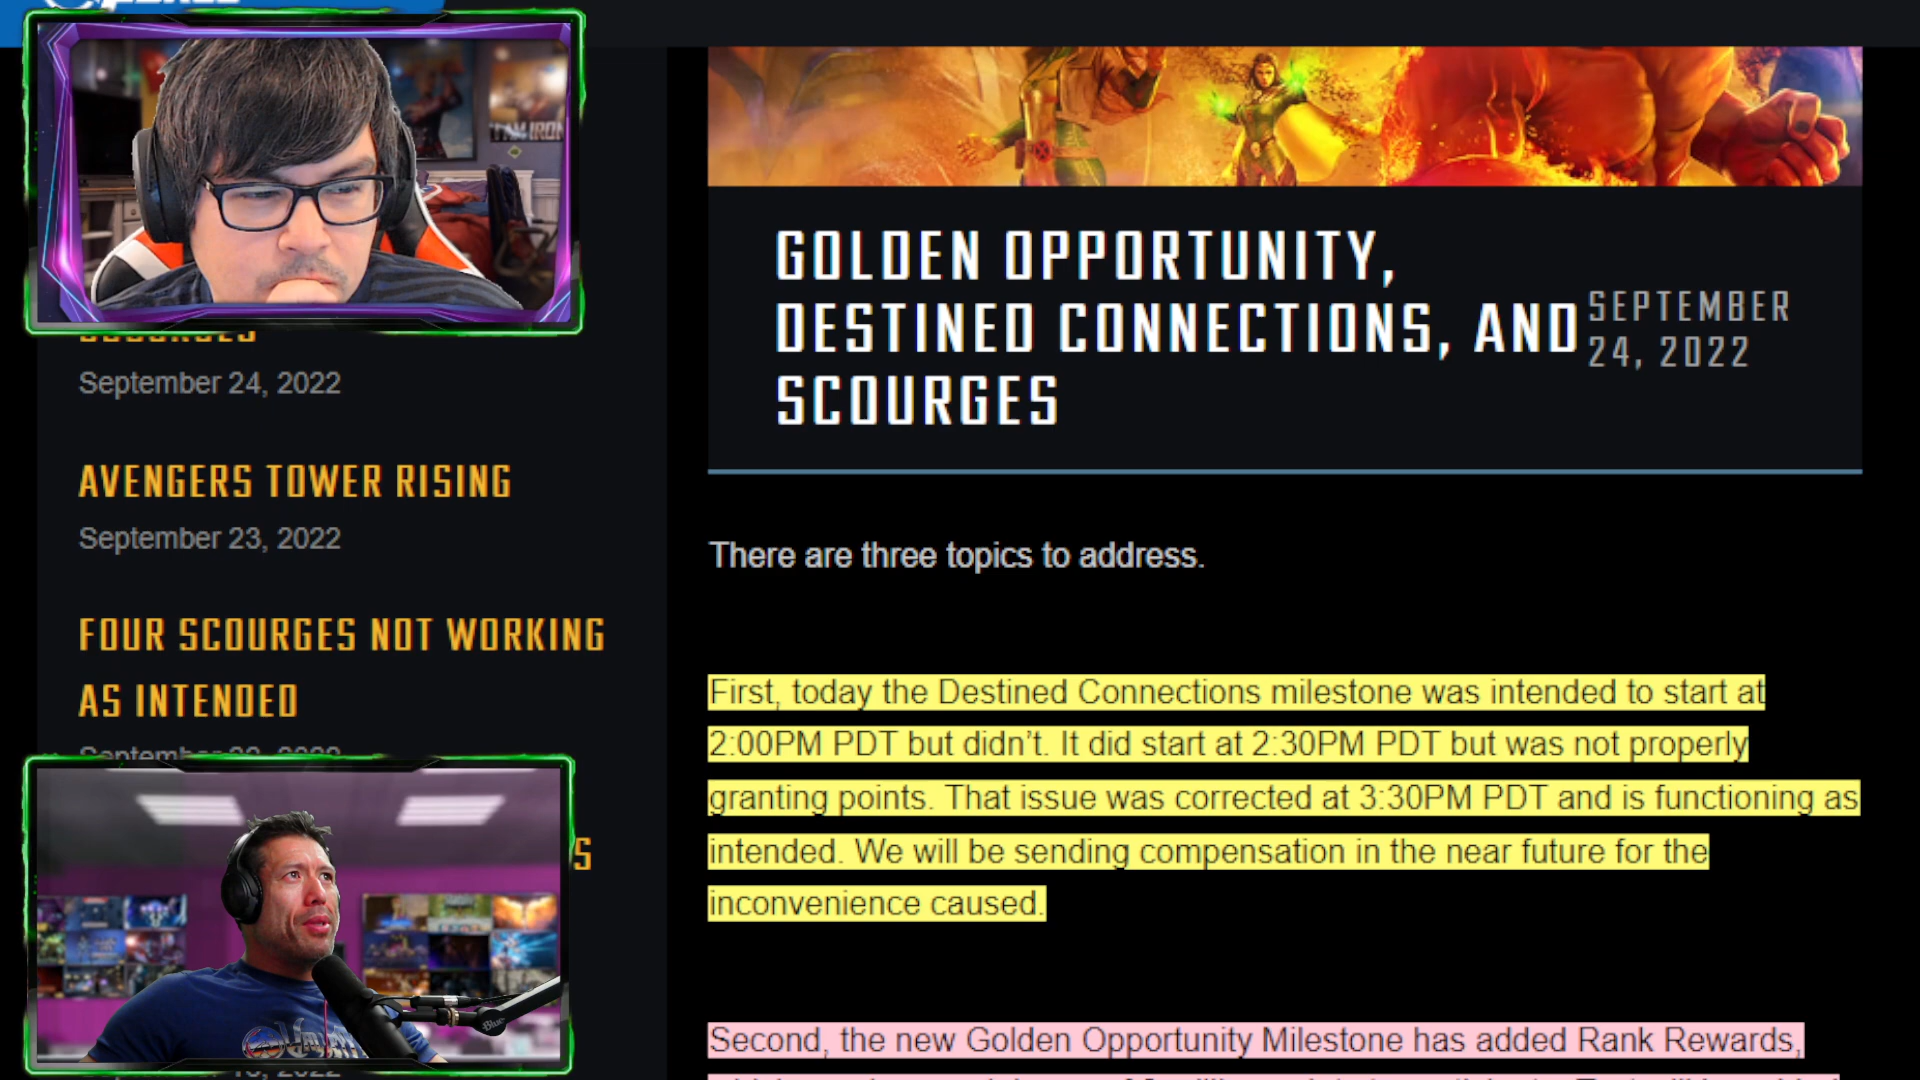 September 24, 2022
AVENGERS TOWER RISING
September 23, 2022
FOUR SCOURGES NOT WORKING
AS INTENDED
GOLDEN OPPORTUNITY,
DESTINED CONNECTIONS, AND
SCOURGES
SEPTEMBER
24, 2022
There are three topics to address.
First, today the Destined Connections milestone was intended to start at
2:00PM PDT but didn’t. It did start at 2:30PM PDT but was not properly
granting points. That issue was corrected at 3:30PM PDT and is functioning as
intended. We will be sending compensation in the near future for the
inconvenience caused.
Second, the new Golden Opportunity Milestone has added Rank Rewards,
Blue